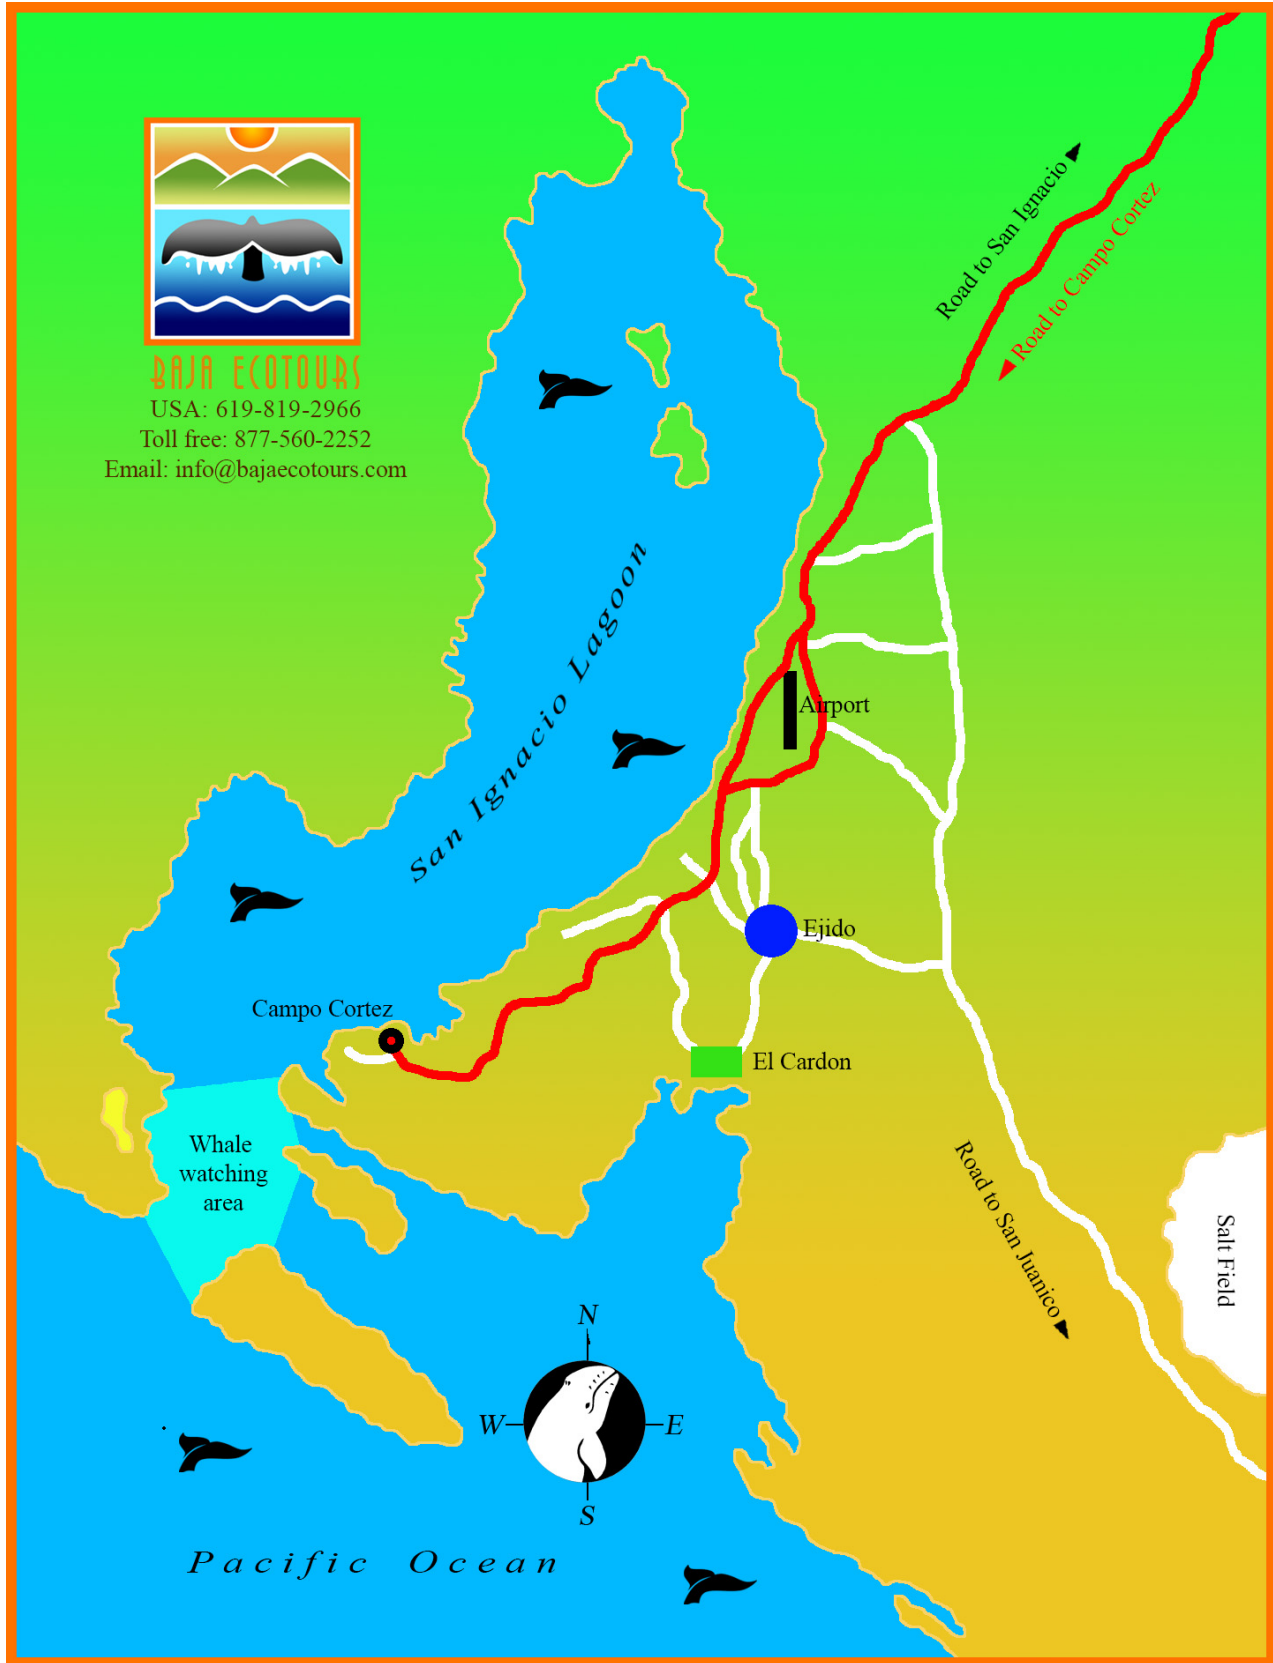 BAJA ECOTOURS
USA: 619-819-2966
Toll free: 877-560-2252
Email: info@bajaecotours.com
Road to San Ignacio
Road to Campo Cortez
San Ignacio Lagoon
Airport
Ejido
Campo Cortez
El Cardon
Whale
watching
area
Road to San Juanico
Salt Field
N
W
E
S
Pacific Ocean